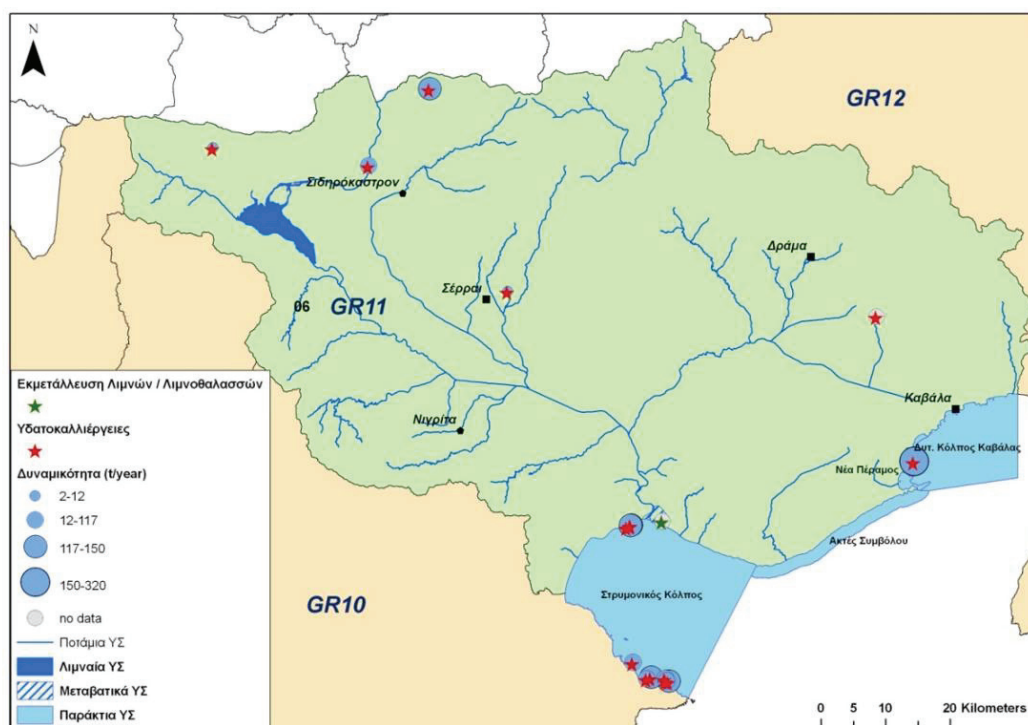 N
GR12
Σιδηρόκαστρον
Δράμα
Σέρραι
06
GR11
Εκμετάλλευση Λιμνών / Λιμνοθαλασσών
Υδατοκαλλιέργειες
Δυναμικότητα (t/year)
2-12
12-117
117-150
150-320
no data
Ποτάμια ΥΣ
Λιμναία ΥΣ
Μεταβατικά ΥΣ
Παράκτια ΥΣ
Νιγρίτα
Καβάλα
Δυτ. Κόλπος Καβάλας
Νέα Πέραμος
Ακτές Συμβόλου
Στρυμονικός Κόλπος
GR10
0 5 10 20 Kilometers